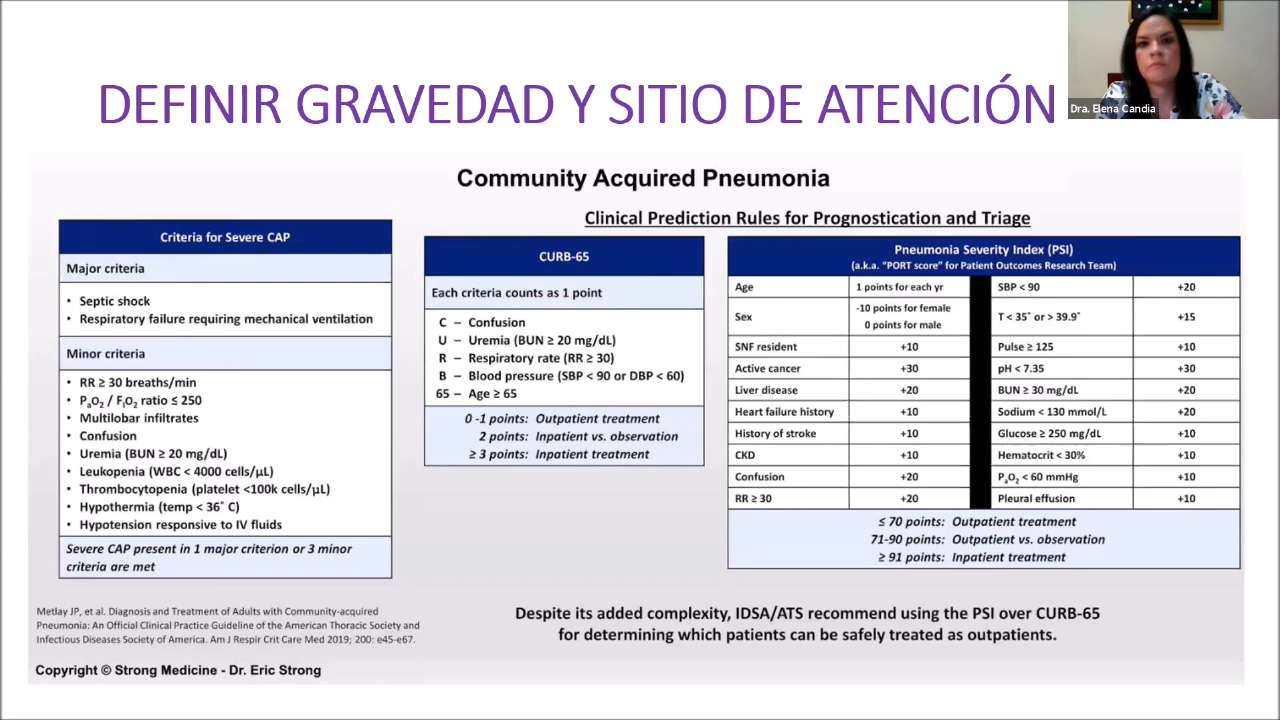 DEFINIR GRAVEDAD Y SITIO DE ATENCIÓN
Dra. Elena Candia
Community Acquired Pneumonia
Clinical Prediction Rules for Prognostication and Triage
Criteria for Severe CAP
Major criteria
• Septic shock
• Respiratory failure requiring mechanical ventilation
Minor criteria
• RR ≥ 30 breaths/min
• PaO2 / FIO2 ratio ≤ 250
• Multilobar infiltrates
• Confusion
• Uremia (BUN ≥ 20 mg/dL)
• Leukopenia (WBC < 4000 cells/µL)
• Thrombocytopenia (platelet <100k cells/µL)
• Hypothermia (temp < 36˚ C)
• Hypotension responsive to IV fluids
Severe CAP present in 1 major criterion or 3 minor
criteria are met
CURB-65
Each criteria counts as 1 point
C – Confusion
U – Uremia (BUN ≥ 20 mg/dL)
R – Respiratory rate (RR ≥ 30)
B – Blood pressure (SBP < 90 or DBP < 60)
65 – Age ≥ 65
0 -1 points: Outpatient treatment
2 points: Inpatient vs. observation
≥ 3 points: Inpatient treatment
Pneumonia Severity Index (PSI)
(a.k.a. “PORT score” for Patient Outcomes Research Team)
Age 1 points for each yr SBP < 90 +20
Sex -10 points for female
0 points for male T < 35˚ or > 39.9˚ +15
SNF resident +10 Pulse ≥ 125 +10
Active cancer +30 pH < 7.35 +30
Liver disease +20 BUN ≥ 30 mg/dL +20
Heart failure history +10 Sodium < 130 mmol/L +20
History of stroke +10 Glucose ≥ 250 mg/dL +10
CKD +10 Hematocrit < 30% +10
Confusion +20 PaO2 < 60 mmHg +10
RR ≥ 30 +20 Pleural effusion +10
≤ 70 points: Outpatient treatment
71-90 points: Outpatient vs. observation
≥ 91 points: Inpatient treatment
Metlay JP, et al. Diagnosis and Treatment of Adults with Community-acquired
Pneumonia: An Official Clinical Practice Guideline of the American Thoracic Society and
Infectious Diseases Society of America. Am J Respir Crit Care Med 2019; 200: e45-e67.
Despite its added complexity, IDSA/ATS recommend using the PSI over CURB-65
for determining which patients can be safely treated as outpatients.
Copyright © Strong Medicine - Dr. Eric Strong